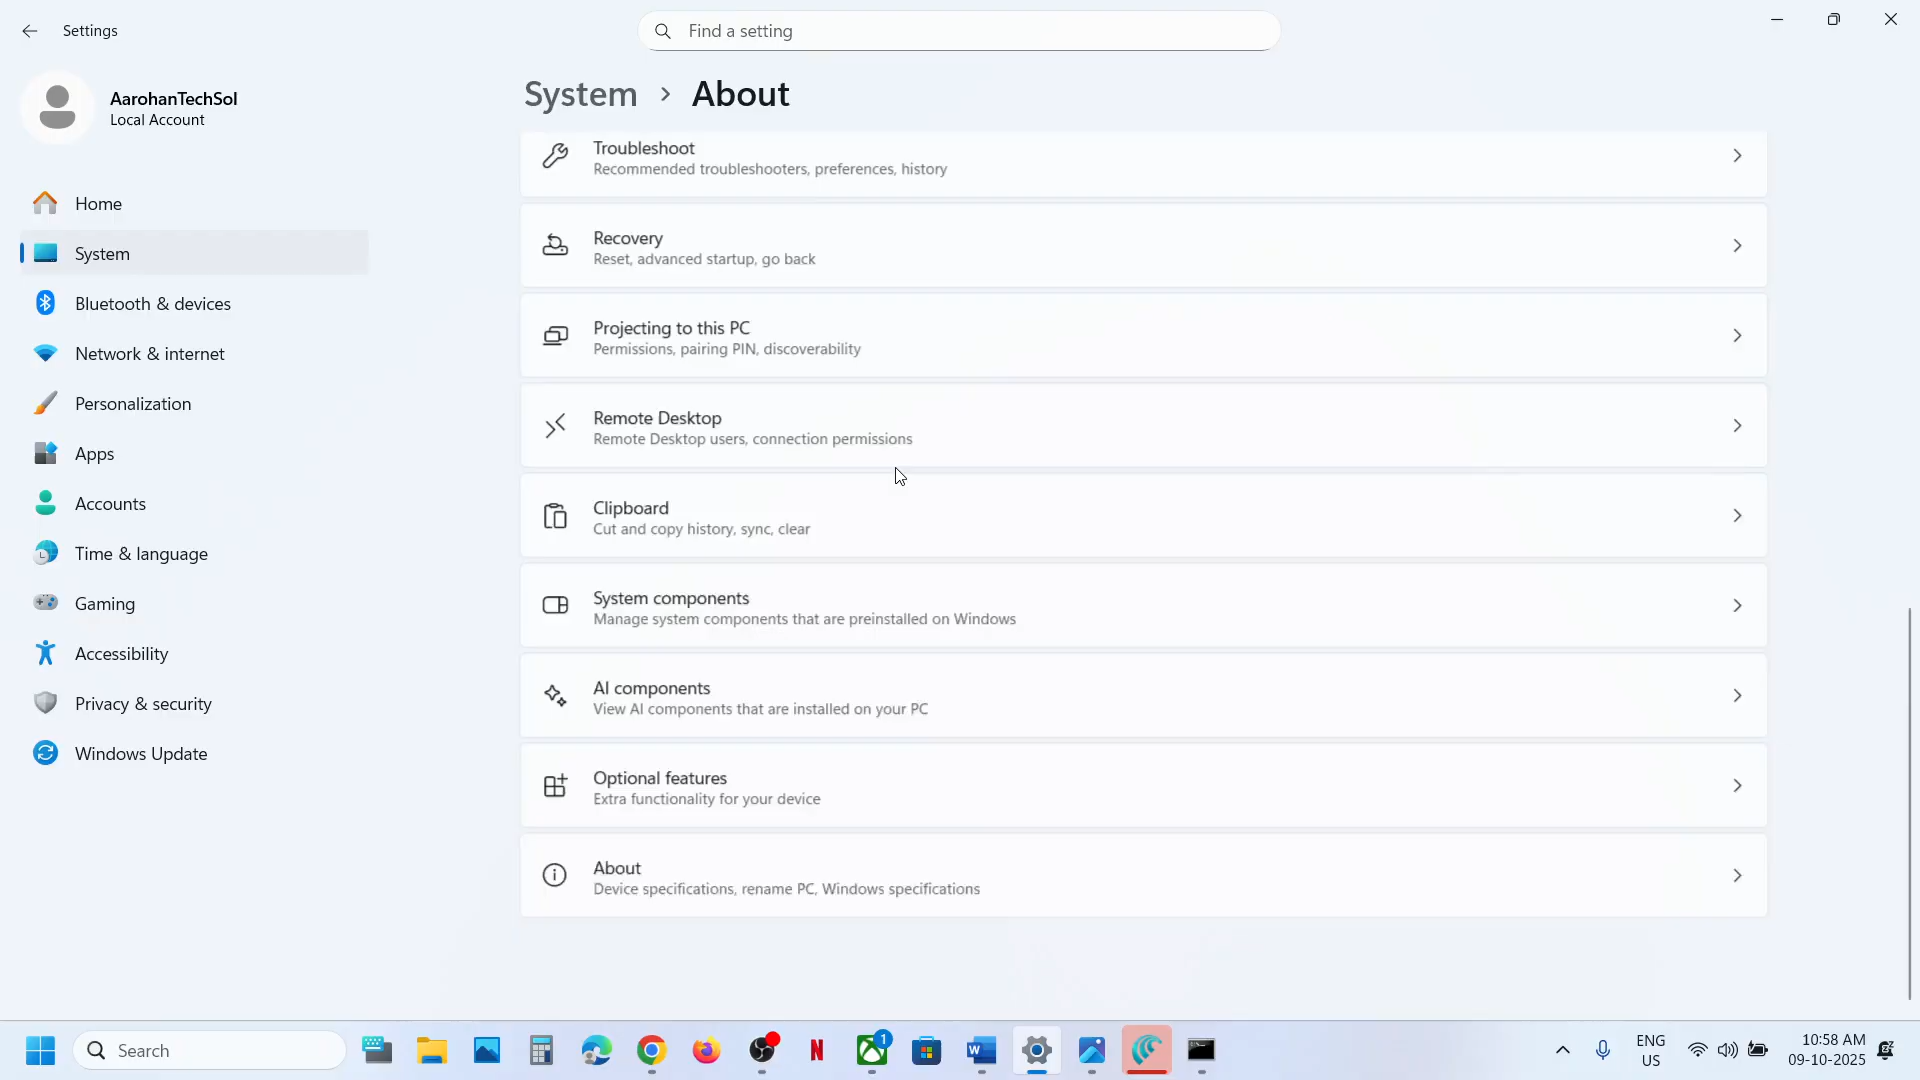 Settings
Find a setting
AarohanTechSol
Local Account
System > About
Home
System
Bluetooth & devices
Network & internet
Personalization
Apps
Accounts
Time & language
Gaming
Accessibility
Privacy & security
Windows Update
Troubleshoot
Recommended troubleshooters, preferences, history
Recovery
Reset, advanced startup, go back
Projecting to this PC
Permissions, pairing PIN, discoverability
Remote Desktop
Remote Desktop users, connection permissions
Clipboard
Cut and copy history, sync, clear
System components
Manage system components that are preinstalled on Windows
AI components
View AI components that are installed on your PC
Optional features
Extra functionality for your device
About
Device specifications, rename PC, Windows specifications
Search
1
ENG
US
10:58 AM
09-10-2025